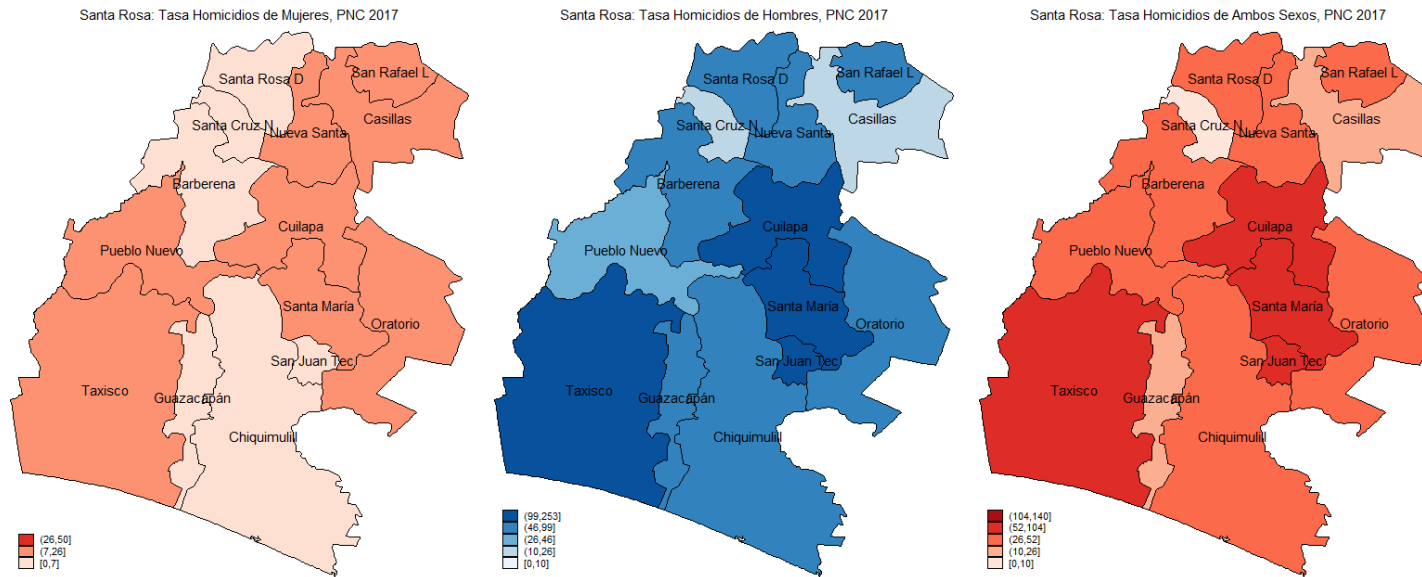 Santa Rosa: Tasa Homicidios de Mujeres, PNC 2017
Santa Rosa D
San Rafael L
Santa Cruz N
Nueva Santa
Casillas
Barberena
Cuilapa
Pueblo Nuevo
Santa María
Oratorio
San Juan Tec
Taxisco
Guazacapán
Chiquimulill
(26,50]
(7,26]
[0,7]
Santa Rosa: Tasa Homicidios de Hombres, PNC 2017
Santa Rosa D
San Rafael L
Santa Cruz N
Nueva Santa
Casillas
Barberena
Cuilapa
Pueblo Nuevo
Santa María
Oratorio
San Juan Tec
Taxisco
Guazacapán
Chiquimulill
(99,253]
(46,99]
(26,46]
(10,26]
[0,10]
Santa Rosa: Tasa Homicidios de Ambos Sexos, PNC 2017
Santa Rosa D
San Rafael L
Santa Cruz N
Nueva Santa
Casillas
Barberena
Cuilapa
Pueblo Nuevo
Santa María
Oratorio
San Juan Tec
Taxisco
Guazacapán
Chiquimulill
(104,140]
(52,104]
(26,52]
(10,26]
[0,10]